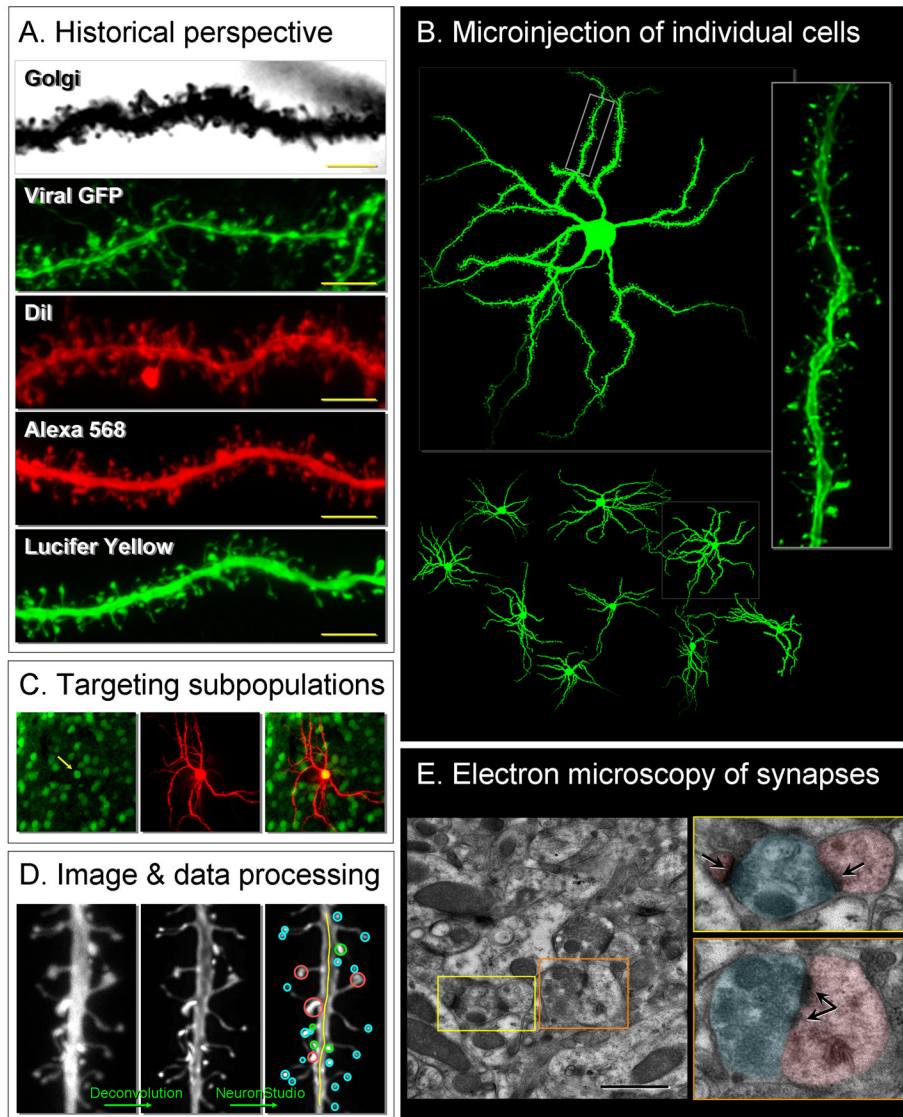 A. Historical perspective
Golgi
Viral GFP
DiI
Alexa 568
Lucifer Yellow
B. Microinjection of individual cells
C. Targeting subpopulations
D. Image & data processing
Deconvolution
NeuronStudio
E. Electron microscopy of synapses